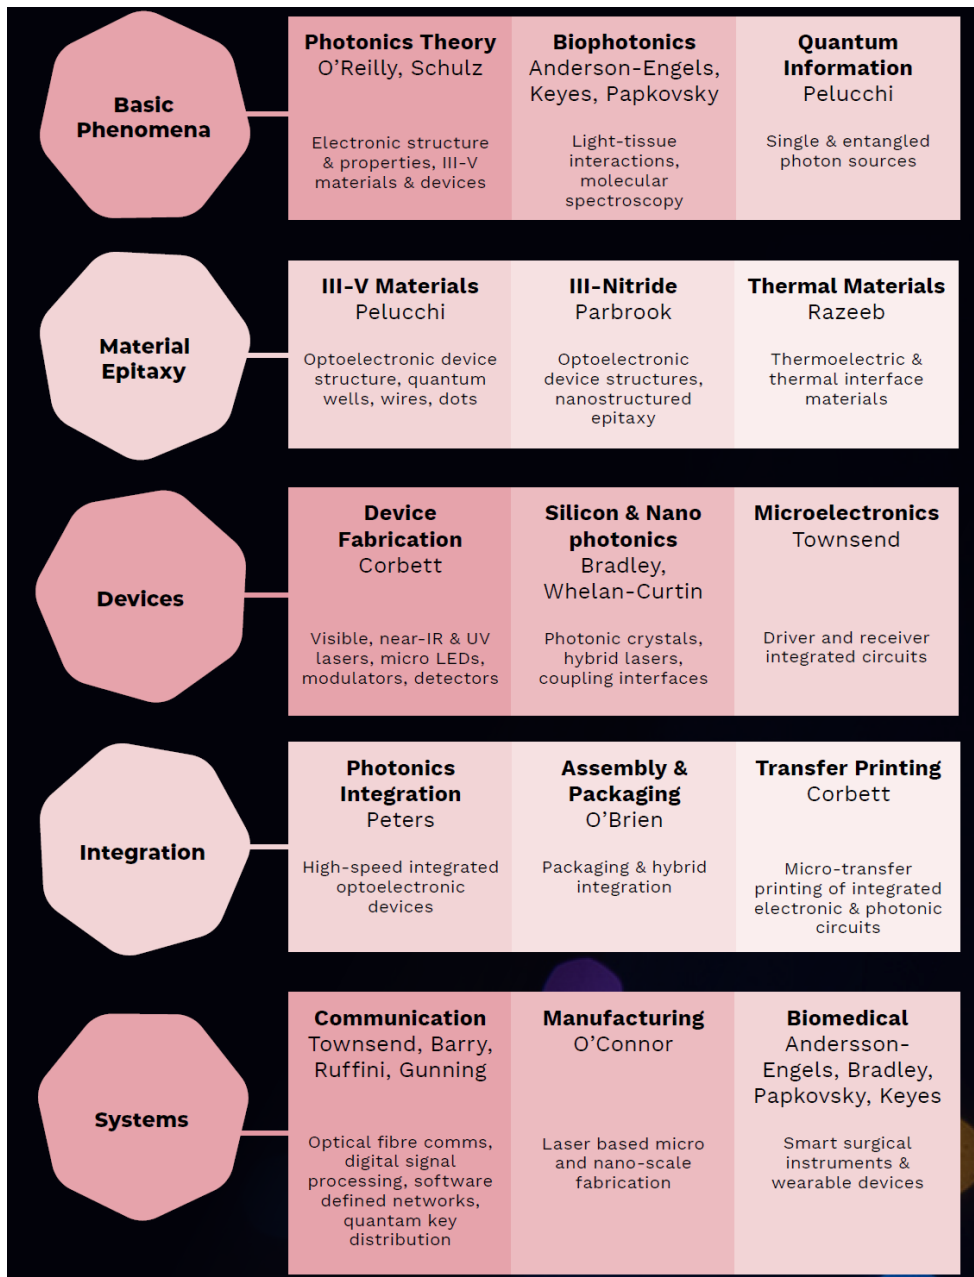 Basic
Phenomena
Photonics Theory
O'Reilly, Schulz
Electronic structure
& properties, III-V
materials & devices
Biophotonics
Anderson-Engels,
Keyes, Papkovsky
Light-tissue
interactions,
molecular
spectroscopy
Quantum
Information
Pelucchi
Single & entangled
photon sources
Material
Epitaxy
III-V Materials
Pelucchi
Optoelectronic device
structure, quantum
wells, wires, dots
III-Nitride
Parbrook
Optoelectronic
device structures,
nanostructured
epitaxy
Thermal Materials
Razeeb
Thermoelectric &
thermal interface
materials
Devices
Device
Fabrication
Corbett
Visible, near-IR & UV
lasers, micro LEDs,
modulators, detectors
Silicon & Nano
photonics
Bradley,
Whelan-Curtin
Photonic crystals,
hybrid lasers,
coupling interfaces
Microelectronics
Townsend
Driver and receiver
integrated circuits
Integration
Photonics
Integration
Peters
High-speed integrated
optoelectronic
devices
Assembly &
Packaging
O'Brien
Packaging & hybrid
integration
Transfer Printing
Corbett
Micro-transfer
printing of integrated
electronic & photonic
circuits
Systems
Communication
Townsend, Barry,
Ruffini, Gunning
Optical fibre comms,
digital signal
processing, software
defined networks,
quantam key
distribution
Manufacturing
O'Connor
Laser based micro
and nano-scale
fabrication
Biomedical
Andersson-
Engels, Bradley,
Papkovsky, Keyes
Smart surgical
instruments &
wearable devices